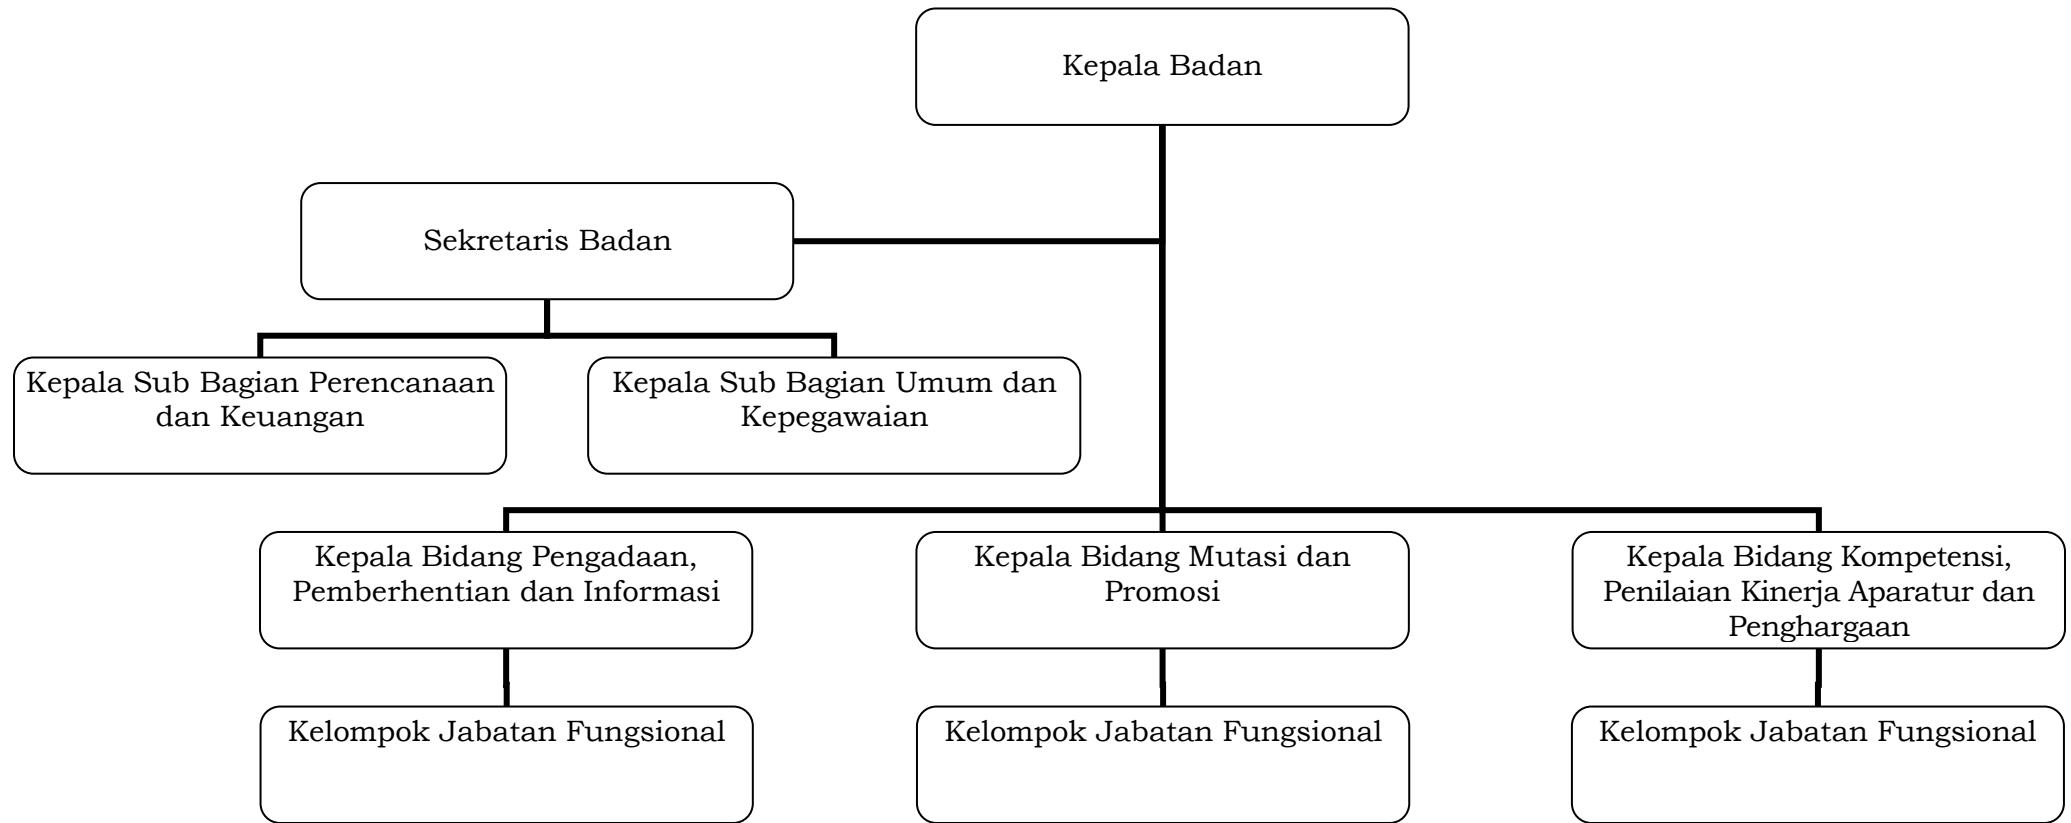 Kepala Badan
Sekretaris Badan
Kepala Sub Bagian Perencanaan
dan Keuangan
Kepala Sub Bagian Umum dan
Kepegawaian
Kepala Bidang Pengadaan,
Pemberhentian dan Informasi
Kepala Bidang Mutasi dan
Promosi
Kepala Bidang Kompetensi,
Penilaian Kinerja Aparatur dan
Penghargaan
Kelompok Jabatan Fungsional
Kelompok Jabatan Fungsional
Kelompok Jabatan Fungsional